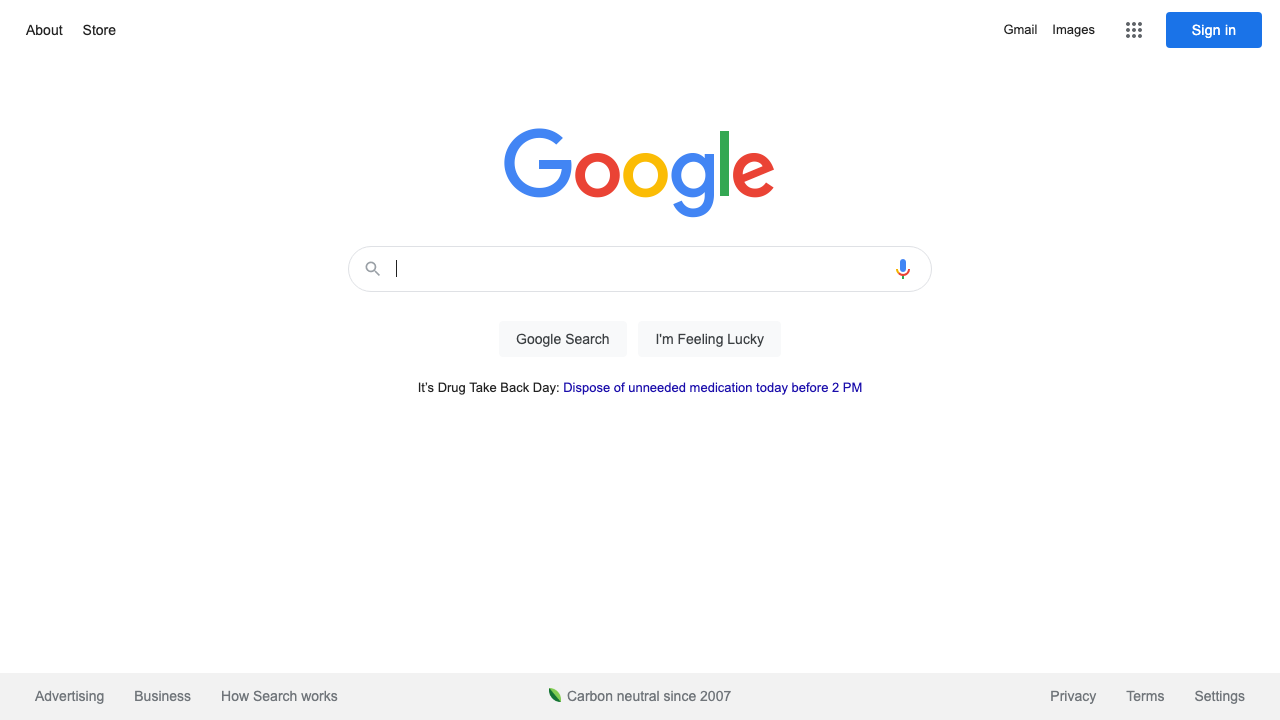 About Store Gmail Images Sign in
Google
Google Search I'm Feeling Lucky
It's Drug Take Back Day: Dispose of unneeded medication today before 2 PM
Advertising Business How Search works Carbon neutral since 2007 Privacy Terms Settings